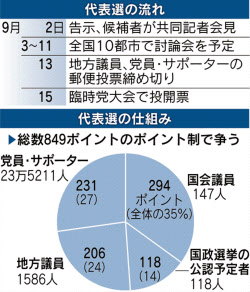 代表選の流れ
9月 2日 告示、候補者が共同記者会見
3~11 全国10都市で討論会を予定
13 地方議員、党員・サポーターの
郵便投票締め切り
15 臨時党大会で投開票
代表選の仕組み
▶総数849ポイントのポイント制で争う
党員・サポーター
23万5211人
231
(27)
294
ポイント
(全体の35%)
国会議員
147人
206
(24)
118
(14)
地方議員
1586人
国政選挙の
公認予定者
118人